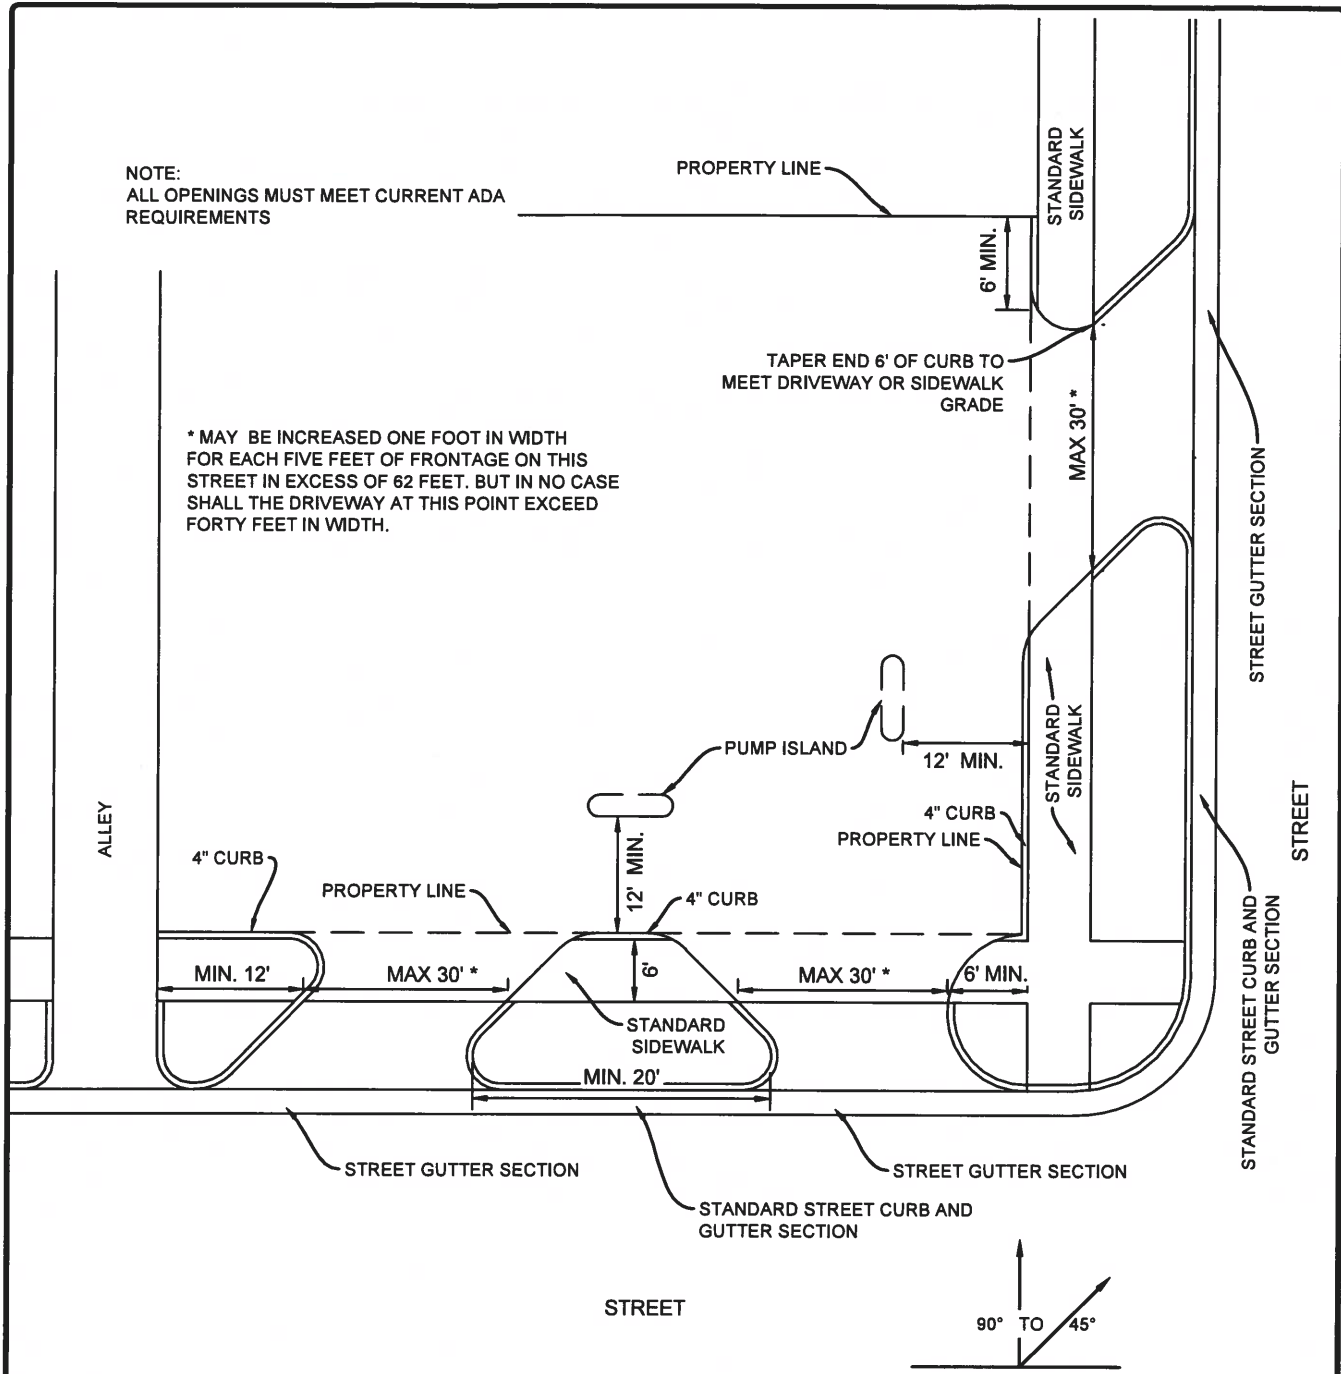 NOTE:
ALL OPENINGS MUST MEET CURRENT ADA
REQUIREMENTS
PROPERTY LINE
STANDARD
SIDEWALK
6' MIN.
TAPER END 6' OF CURB TO
MEET DRIVEWAY OR SIDEWALK
GRADE
MAX 30' *
STREET GUTTER SECTION
* MAY BE INCREASED ONE FOOT IN WIDTH
FOR EACH FIVE FEET OF FRONTAGE ON THIS
STREET IN EXCESS OF 62 FEET. BUT IN NO CASE
SHALL THE DRIVEWAY AT THIS POINT EXCEED
FORTY FEET IN WIDTH.
PUMP ISLAND
12' MIN.
STANDARD
SIDEWALK
4" CURB
PROPERTY LINE
STREET
ALLEY
4" CURB
PROPERTY LINE
12' MIN.
4" CURB
STANDARD STREET CURB AND
GUTTER SECTION
MIN. 12'
MAX 30' *
6'
MAX 30' *
6' MIN.
STANDARD
SIDEWALK
MIN. 20'
STREET GUTTER SECTION
STREET GUTTER SECTION
STANDARD STREET CURB AND
GUTTER SECTION
STREET
90° TO 45°